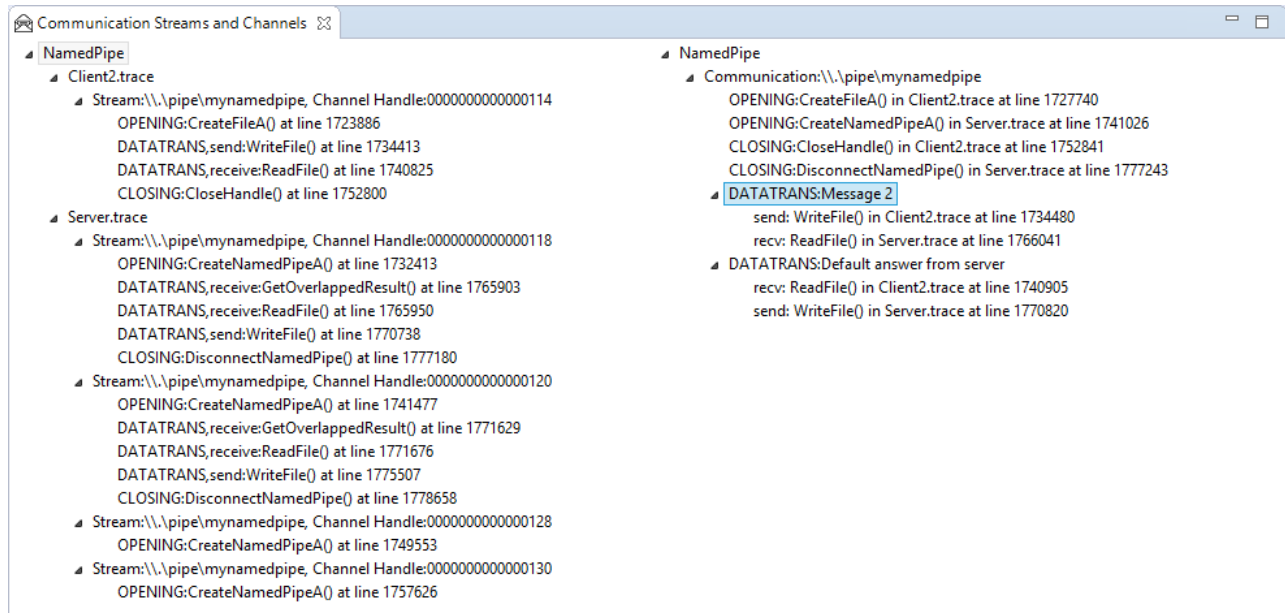 Communication Streams and Channels
NamedPipe
Client2.trace
Stream:\\.\pipe\mynamedpipe, Channel Handle:0000000000000114
OPENING:CreateFileA() at line 1723886
DATATRANS,send:WriteFile() at line 1734413
DATATRANS,receive:ReadFile() at line 1740825
CLOSING:CloseHandle() at line 1752800
Server.trace
Stream:\\.\pipe\mynamedpipe, Channel Handle:0000000000000118
OPENING:CreateNamedPipeA() at line 1732413
DATATRANS,receive:GetOverlappedResult() at line 1765903
DATATRANS,receive:ReadFile() at line 1765950
DATATRANS,send:WriteFile() at line 1770738
CLOSING:DisconnectNamedPipe() at line 1777180
Stream:\\.\pipe\mynamedpipe, Channel Handle:0000000000000120
OPENING:CreateNamedPipeA() at line 1741477
DATATRANS,receive:GetOverlappedResult() at line 1771629
DATATRANS,receive:ReadFile() at line 1771676
DATATRANS,send:WriteFile() at line 1775507
CLOSING:DisconnectNamedPipe() at line 1778658
Stream:\\.\pipe\mynamedpipe, Channel Handle:0000000000000128
OPENING:CreateNamedPipeA() at line 1749553
Stream:\\.\pipe\mynamedpipe, Channel Handle:0000000000000130
OPENING:CreateNamedPipeA() at line 1757626
NamedPipe
Communication:\\.\pipe\mynamedpipe
OPENING:CreateFileA() in Client2.trace at line 1727740
OPENING:CreateNamedPipeA() in Server.trace at line 1741026
CLOSING:CloseHandle() in Client2.trace at line 1752841
CLOSING:DisconnectNamedPipe() in Server.trace at line 1777243
DATATRANS:Message 2
send: WriteFile() in Client2.trace at line 1734480
recv: ReadFile() in Server.trace at line 1766041
DATATRANS:Default answer from server
recv: ReadFile() in Client2.trace at line 1740905
send: WriteFile() in Server.trace at line 1770820